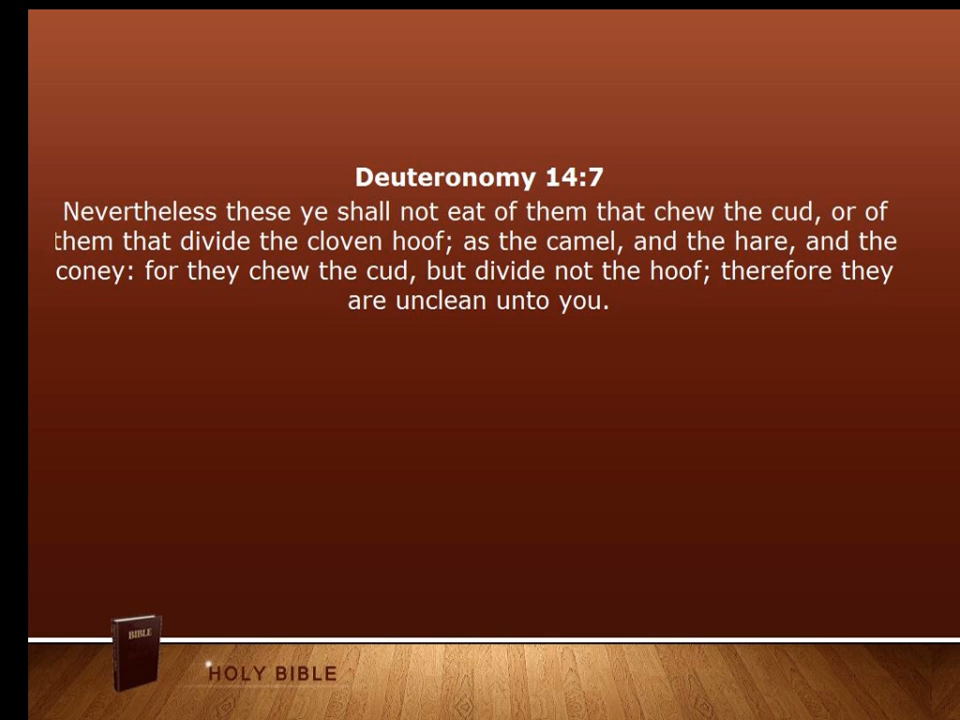 Deuteronomy 14:7
Nevertheless these ye shall not eat of them that chew the cud, or of
them that divide the cloven hoof; as the camel, and the hare, and the
coney: for they chew the cud, but divide not the hoof; therefore they
are unclean unto you.
BIBLE
HOLY BIBLE